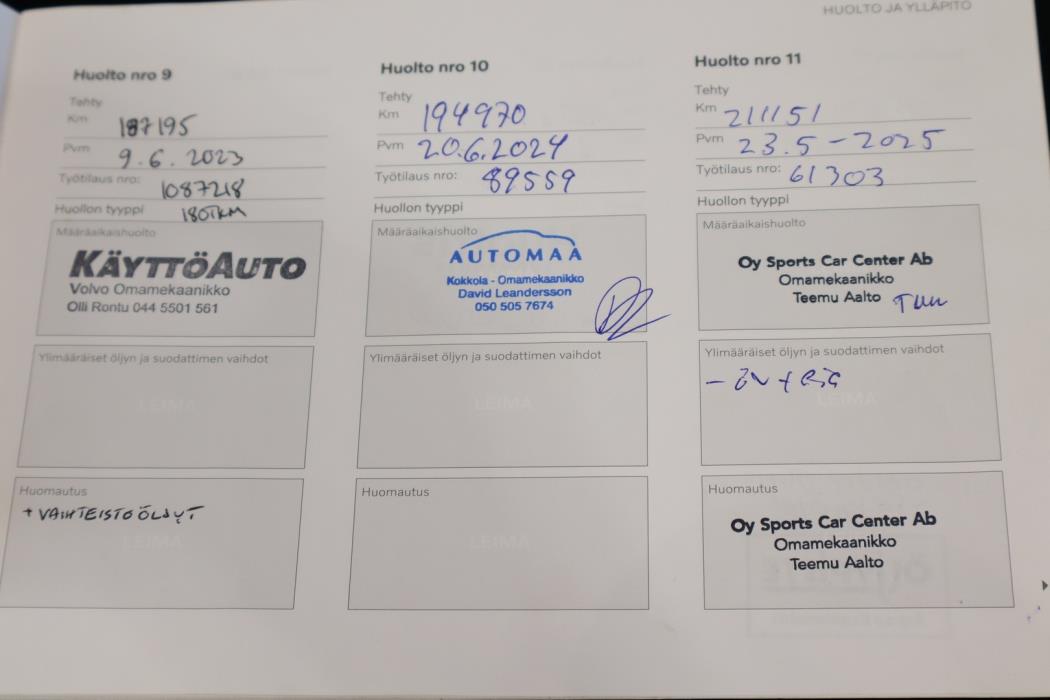 HUOLTO JA YLLÄPITO
Huolto nro 9
Tehty
Km 187195
Pvm 9.6.2023
Työtilaus nro: 1087218
Huollon tyyppi 180TKM
Määräaikaishuolto
KÄYTTÖAUTO
Volvo Omamekaanikko
Olli Rontu 044 5501 561
Ylimääräiset öljyn ja suodattimen vaihdot
LEIMA
Huomautus
+ VAIHTEISTOÖLJYT
LEIMA
Huolto nro 10
Tehty
Km 194970
Pvm 20.6.2024
Työtilaus nro: 89559
Huollon tyyppi
Määräaikaishuolto
AUTOMAA
Kokkola - Omamekaanikko
David Leandersson
050 505 7674
Ylimääräiset öljyn ja suodattimen vaihdot
LEIMA
Huomautus
LEIMA
Huolto nro 11
Tehty
Km 211151
Pvm 23.5-2025
Työtilaus nro: 61303
Huollon tyyppi
Määräaikaishuolto
Oy Sports Car Center Ab
Omamekaanikko
Teemu Aalto
Ylimääräiset öljyn ja suodattimen vaihdot
LEIMA
Huomautus
Oy Sports Car Center Ab
Omamekaanikko
Teemu Aalto